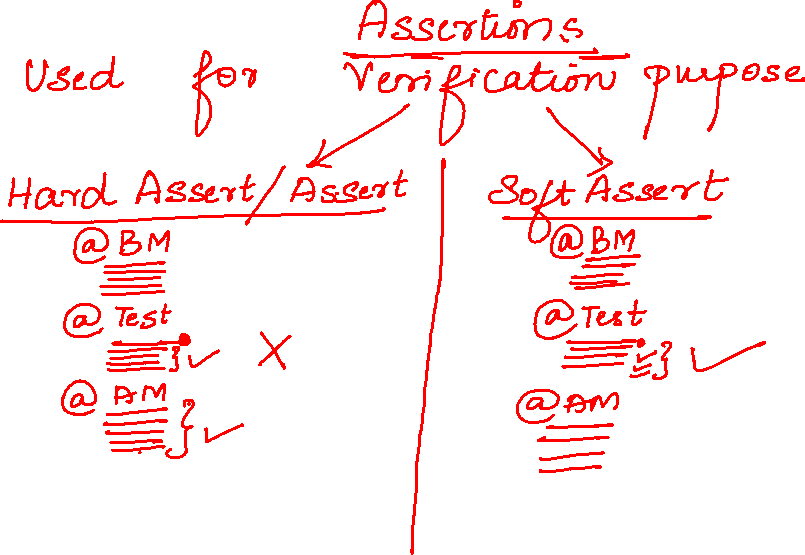 Assertions
Used for Verification purpose
Hard Assert / Assert
@ BM
@ Test
@ AM
Soft Assert
@ BM
@ Test
@ AM